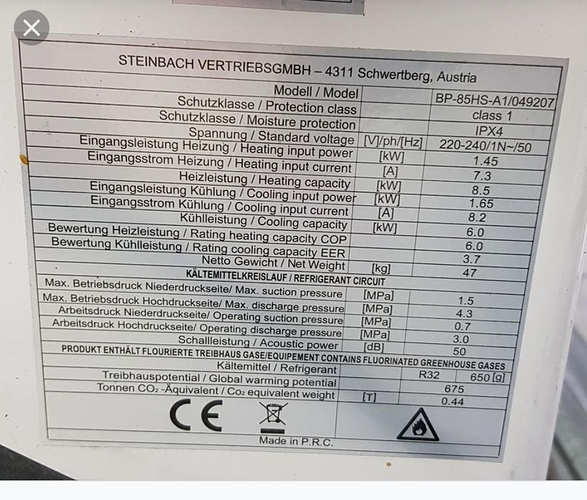 STEINBACH VERTRIEBSGMBH – 4311 Schwertberg, Austria
Modell / Model BP-85HS-A1/049207
Schutzklasse / Protection class class 1
Schutzklasse / Moisture protection IPX4
Spannung / Standard voltage [V]/ph/[Hz] 220-240/1N~/50
Eingangsleistung Heizung / Heating input power [kW] 1.45
Eingangsstrom Heizung / Heating input current [A] 7.3
Heizleistung / Heating capacity [kW] 8.5
Eingangsleistung Kühlung / Cooling input power [kW] 1.65
Eingangsstrom Kühlung / Cooling input current [A] 8.2
Kühlleistung / Cooling capacity [kW] 6.0
Bewertung Heizleistung / Rating heating capacity COP 6.0
Bewertung Kühlleistung / Rating cooling capacity EER 3.7
Netto Gewicht / Net Weight [kg] 47
KÄLTEMITTELKREISLAUF / REFRIGERANT CIRCUIT
Max. Betriebsdruck Niederdruckseite/ Max. suction pressure [MPa] 1.5
Max. Betriebsdruck Hochdruckseite/ Max. discharge pressure [MPa] 4.3
Arbeitsdruck Niederdruckseite / Operating suction pressure [MPa] 0.7
Arbeitsdruck Hochdruckseite / Operating discharge pressure [MPa] 3.0
Schallleistung / Acoustic power [dB] 50
PRODUKT ENTHÄLT FLOURIERTE TREIBHAUS GASE/EQUIPEMENT CONTAINS FLUORINATED GREENHOUSE GASES
Kältemittel / Refrigerant R32 650 [g]
Treibhauspotential / Global warming potential 675
Tonnen CO₂ -Äquivalent / Co₂ equivalent weight [T] 0.44
CE
Made in P.R.C.